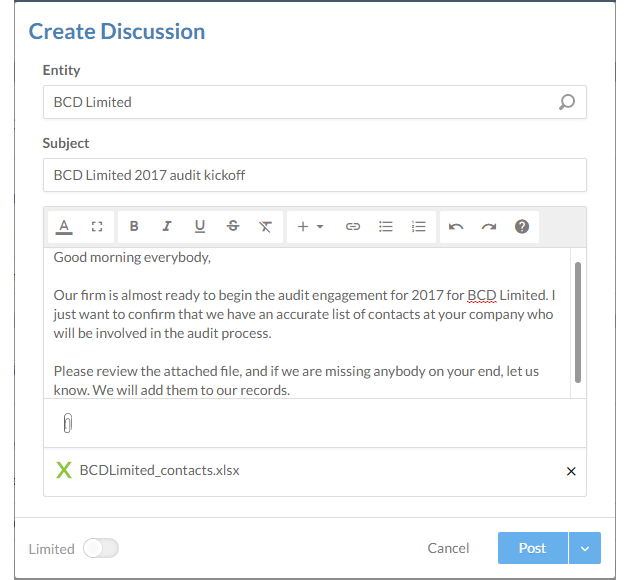 Create Discussion
Entity
BCD Limited
Subject
BCD Limited 2017 audit kickoff
A B I U S
Good morning everybody,
Our firm is almost ready to begin the audit engagement for 2017 for BCD Limited. I
just want to confirm that we have an accurate list of contacts at your company who
will be involved in the audit process.
Please review the attached file, and if we are missing anybody on your end, let us
know. We will add them to our records.
BCDLimited_contacts.xlsx
Limited
Cancel
Post